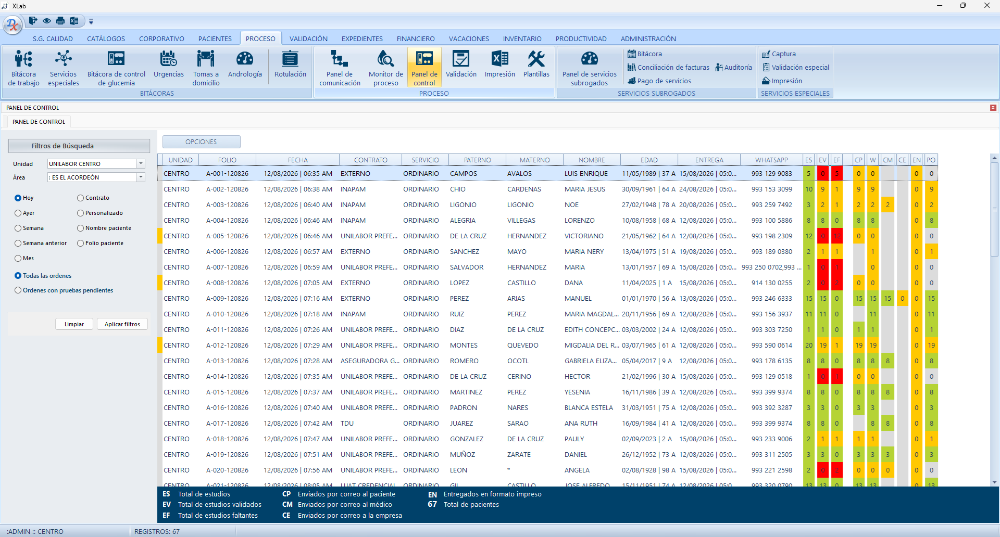 XLab
S.G. CALIDAD CATÁLOGOS CORPORATIVO PACIENTES PROCESO VALIDACIÓN EXPEDIENTES FINANCIERO VACACIONES INVENTARIO PRODUCTIVIDAD ADMINISTRACIÓN
Bitácora de trabajo
Servicios especiales
Bitácora de control de glucemia
Urgencias
Tomas a domicilio
Andrología
Rotulación
BITÁCORAS
Panel de comunicación
Monitor de proceso
Panel de control
Validación
Impresión
Plantillas
PROCESO
Panel de servicios subrogados
Bitácora
Conciliación de facturas
Auditoría
Pago de servicios
SERVICIOS SUBROGADOS
Captura
Validación especial
Impresión
SERVICIOS ESPECIALES
PANEL DE CONTROL
PANEL DE CONTROL
Filtros de Búsqueda
Unidad UNILABOR CENTRO
Área : ES EL ACORDEÓN
Hoy Contrato
Ayer Personalizado
Semana Nombre paciente
Semana anterior Folio paciente
Mes
Todas las ordenes
Ordenes con pruebas pendientes
Limpiar Aplicar filtros
OPCIONES
UNIDAD FOLIO FECHA CONTRATO SERVICIO PATERNO MATERNO NOMBRE EDAD ENTREGA WHATSAPP ES EV EF CP W CM CE EN PO
CENTRO A-001-120826 12/08/2026 | 06:35 AM EXTERNO ORDINARIO CAMPOS AVALOS LUIS ENRIQUE 11/05/1989 | 37 A 15/08/2026 | 05:0... 993 129 9083 5 0 5 0 0 0 0
CENTRO A-002-120826 12/08/2026 | 06:38 AM INAPAM ORDINARIO CHIO CARDENAS MARIA JESUS 30/09/1961 | 64 A 24/08/2026 | 05:0... 993 153 3099 10 9 1 9 9 0 9
CENTRO A-003-120826 12/08/2026 | 06:40 AM INAPAM ORDINARIO LIGONIO LIGONIO NOE 27/02/1948 | 78 A 20/08/2026 | 05:0... 993 259 7492 3 2 1 2 2 2 0 2
CENTRO A-004-120826 12/08/2026 | 06:46 AM INAPAM ORDINARIO ALEGRIA VILLEGAS LORENZO 10/08/1958 | 68 A 12/08/2026 | 05:0... 993 100 5886 8 8 0 8 8 0 8
CENTRO A-005-120826 12/08/2026 | 06:46 AM UNILABOR PREFE... ORDINARIO DE LA CRUZ HERNANDEZ VICTORIANO 21/05/1962 | 64 A 12/08/2026 | 05:0... 993 198 2309 12 0 12 0 0 0 0
CENTRO A-006-120826 12/08/2026 | 06:57 AM EXTERNO ORDINARIO SANCHEZ MAYO MARIA NERY 13/04/1975 | 51 A 19/08/2026 | 05:0... 993 189 0380 2 1 1 1 0 1
CENTRO A-007-120826 12/08/2026 | 06:59 AM UNILABOR PREFE... ORDINARIO SALVADOR HERNANDEZ MARIA 13/01/1957 | 69 A 15/08/2026 | 05:0... 993 250 0702,993 ... 1 0 1 0 0 0
CENTRO A-008-120826 12/08/2026 | 07:05 AM EXTERNO ORDINARIO LOPEZ CASTILLO DANA 11/04/2025 | 1 A 15/08/2026 | 05:0... 914 130 0255 2 0 2 0 0 0 0
CENTRO A-009-120826 12/08/2026 | 07:16 AM EXTERNO ORDINARIO PEREZ ARIAS MANUEL 01/01/1970 | 56 A 13/08/2026 | 05:0... 993 246 6333 15 15 0 15 15 15 0 0 15
CENTRO A-010-120826 12/08/2026 | 07:18 AM INAPAM ORDINARIO RUIZ PEREZ MARIA MAGDAL... 20/11/1956 | 69 A 12/08/2026 | 05:0... 993 156 3937 11 11 0 11 0 11
CENTRO A-011-120826 12/08/2026 | 07:26 AM UNILABOR PREFE... ORDINARIO DIAZ DE LA CRUZ EDITH CONCEPC... 03/03/2002 | 24 A 12/08/2026 | 05:0... 993 303 7250 1 1 0 1 1 0 1
CENTRO A-012-120826 12/08/2026 | 07:29 AM UNILABOR PREFE... ORDINARIO MONTES QUEVEDO MIGDALIA DEL R... 03/07/1965 | 61 A 12/08/2026 | 05:0... 993 590 0614 20 19 1 19 19 0 19
CENTRO A-013-120826 12/08/2026 | 07:28 AM ASEGURADORA G... ORDINARIO ROMERO OCOTL GABRIELA ELIZA... 05/04/2017 | 9 A 12/08/2026 | 05:0... 993 178 6135 8 8 0 8 8 8 0 8
CENTRO A-014-120826 12/08/2026 | 07:35 AM UNILABOR PREFE... ORDINARIO DE LA CRUZ CERINO HECTOR 21/02/1996 | 30 A 15/08/2026 | 05:0... 993 129 0518 1 0 1 0 0 0 0
CENTRO A-015-120826 12/08/2026 | 07:37 AM UNILABOR PREFE... ORDINARIO MARTINEZ PEREZ YESENIA 16/11/1986 | 39 A 12/08/2026 | 05:0... 993 399 9374 8 8 0 8 8 8 0 8
CENTRO A-016-120826 12/08/2026 | 07:40 AM UNILABOR PREFE... ORDINARIO PADRON NARES BLANCA ESTELA 31/03/1951 | 75 A 12/08/2026 | 05:0... 993 392 3287 3 3 0 3 3 0 3
CENTRO A-017-120826 12/08/2026 | 07:42 AM TDU ORDINARIO JUAREZ SARAO ANA RUTH 16/09/1984 | 41 A 12/08/2026 | 05:0... 993 399 9374 8 8 0 8 8 0 8
CENTRO A-018-120826 12/08/2026 | 07:47 AM UNILABOR PREFE... ORDINARIO GONZALEZ DE LA CRUZ PAULY 02/09/2023 | 2 A 15/08/2026 | 05:0... 993 233 9006 2 1 1 1 1 0 1
CENTRO A-019-120826 12/08/2026 | 07:51 AM UNILABOR PREFE... ORDINARIO MUÑOZ ZARATE DANIEL 26/12/1952 | 73 A 12/08/2026 | 05:0... 993 311 2505 3 3 0 3 3 3 0 3
CENTRO A-020-120826 12/08/2026 | 07:56 AM UNILABOR PREFE... ORDINARIO LEON * ANGELA 02/08/1928 | 98 A 15/08/2026 | 05:0... 993 221 2598 2 0 2 0 0 0 0 0
CENTRO A-021-120826 12/08/2026 | 08:05 AM UJAT CREDENCIAL ORDINARIO GIL CASTILLO JOSE ALFREDO 15/11/1951 | 74 A 12/08/2026 | 05:0... 993 320 0790 13 13 0 13 13 0 13
ES Total de estudios CP Enviados por correo al paciente EN Entregados en formato impreso
EV Total de estudios validados CM Enviados por correo al médico 67 Total de pacientes
EF Total de estudios faltantes CE Enviados por correo a la empresa
:ADMIN :: CENTRO REGISTROS: 67